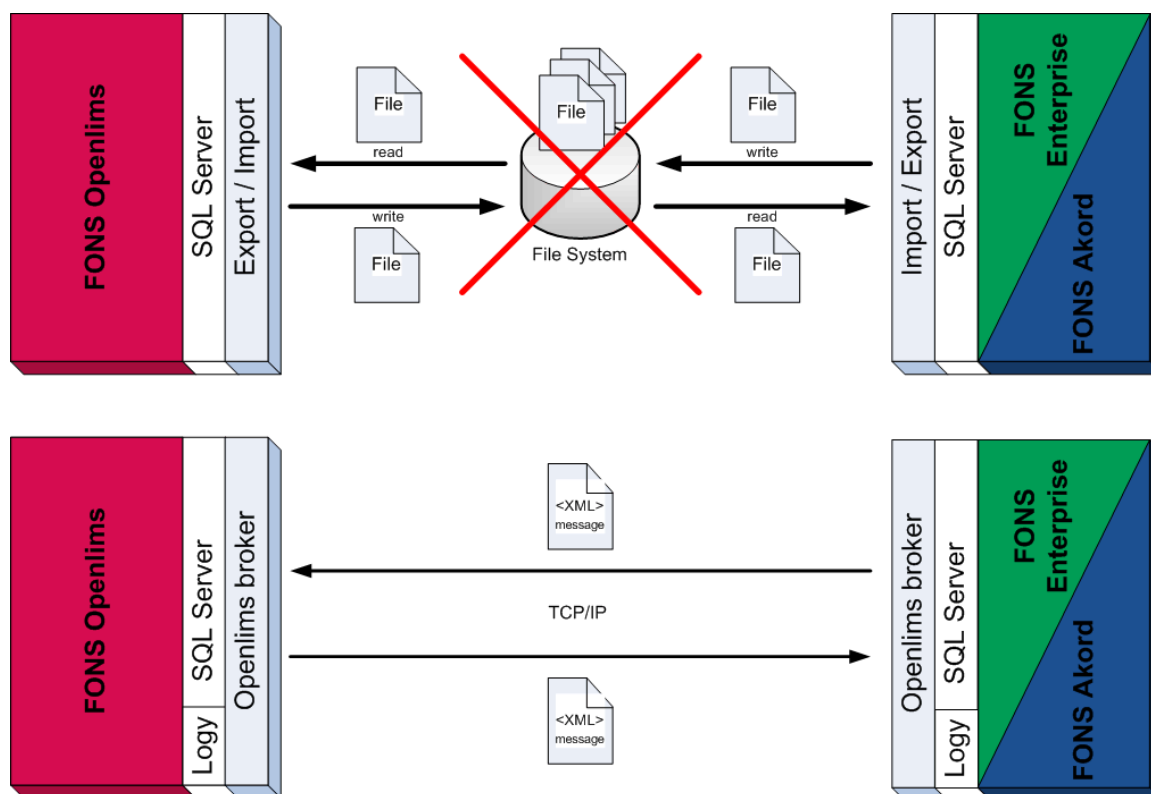 FONS Openlims
SQL Server
Export / Import
File
read
write
File
File
File System
File
write
read
File
Import / Export
SQL Server
FONS
Enterprise
FONS Akord
FONS Openlims
SQL Server
Logy
Openlims broker
<XML>
message
TCP/IP
<XML>
message
Openlims broker
SQL Server
Logy
FONS
Enterprise
FONS Akord